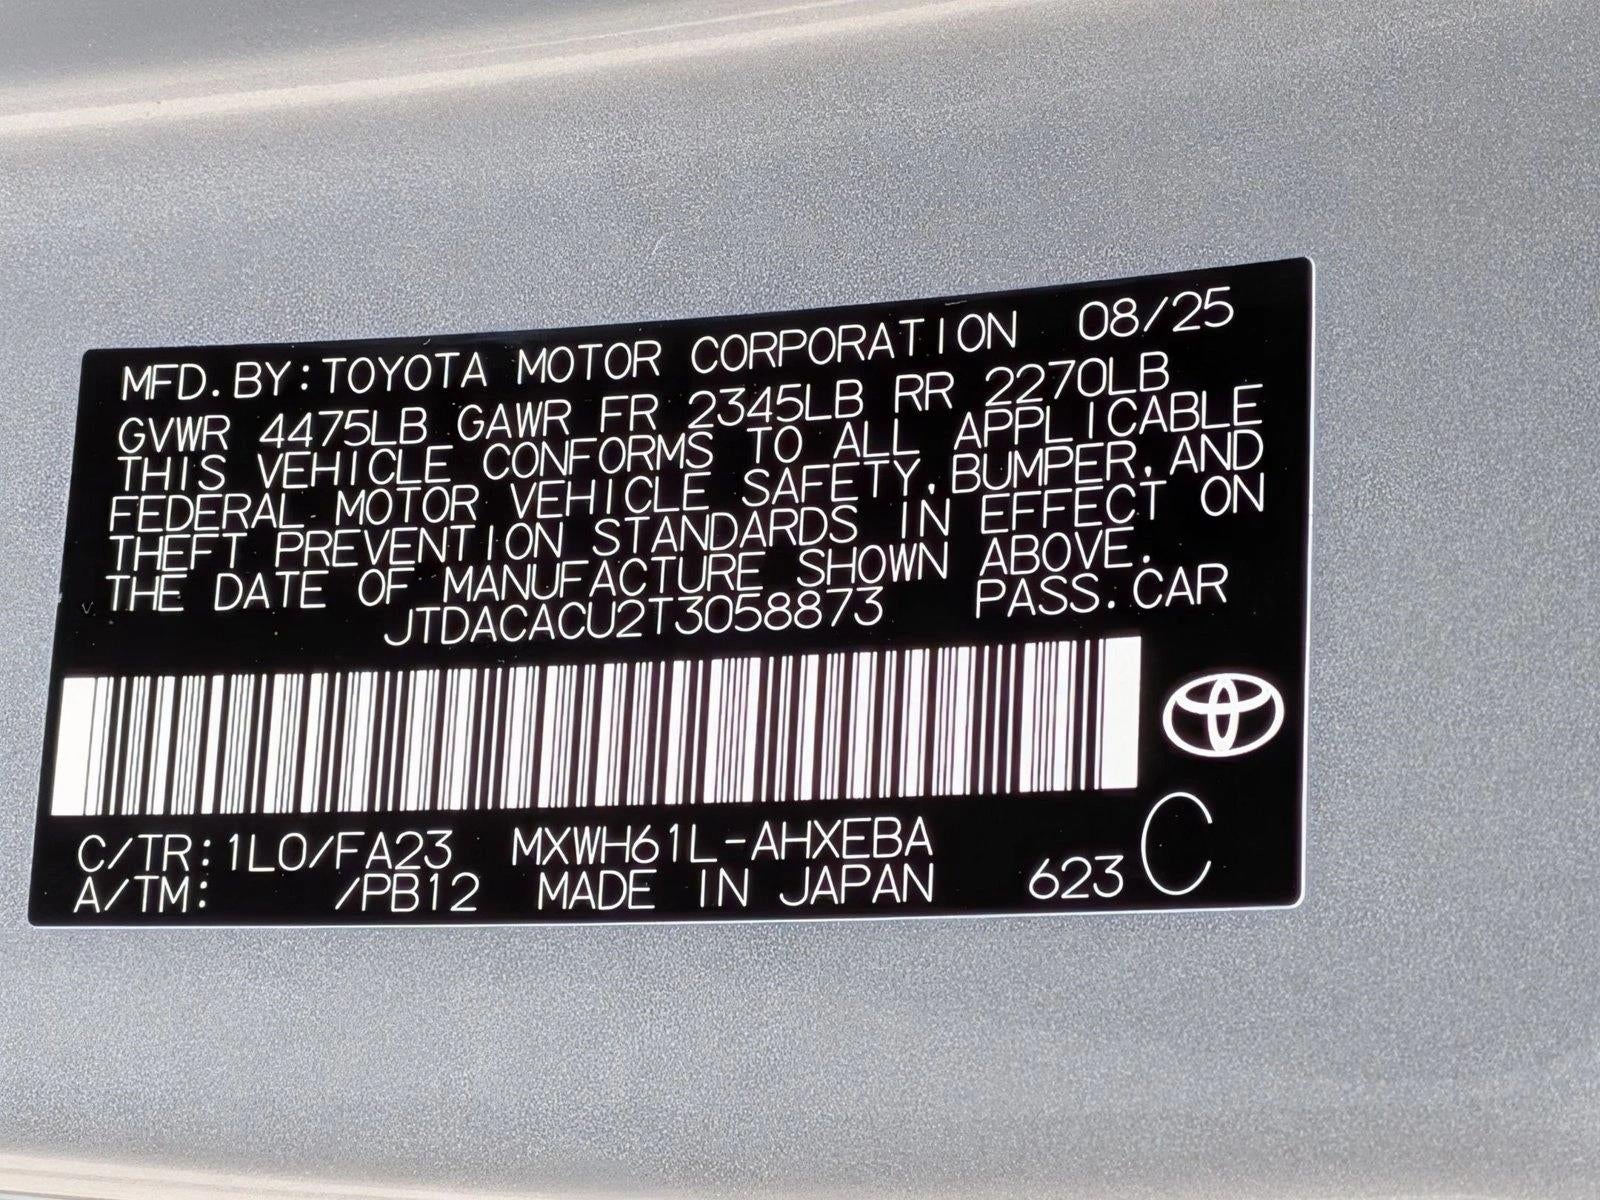 MFD.BY:TOYOTA MOTOR CORPORATION 08/25
GVWR 4475LB GAWR FR 2345LB RR 2270LB
THIS VEHICLE CONFORMS TO ALL APPLICABLE
FEDERAL MOTOR VEHICLE SAFETY,BUMPER,AND
THEFT PREVENTION STANDARDS IN EFFECT ON
THE DATE OF MANUFACTURE SHOWN ABOVE.
JTDACACU2T3058873 PASS.CAR
C/TR:1L0/FA23 MXWH61L-AHXEBA
A/TM: /PB12 MADE IN JAPAN 623 C